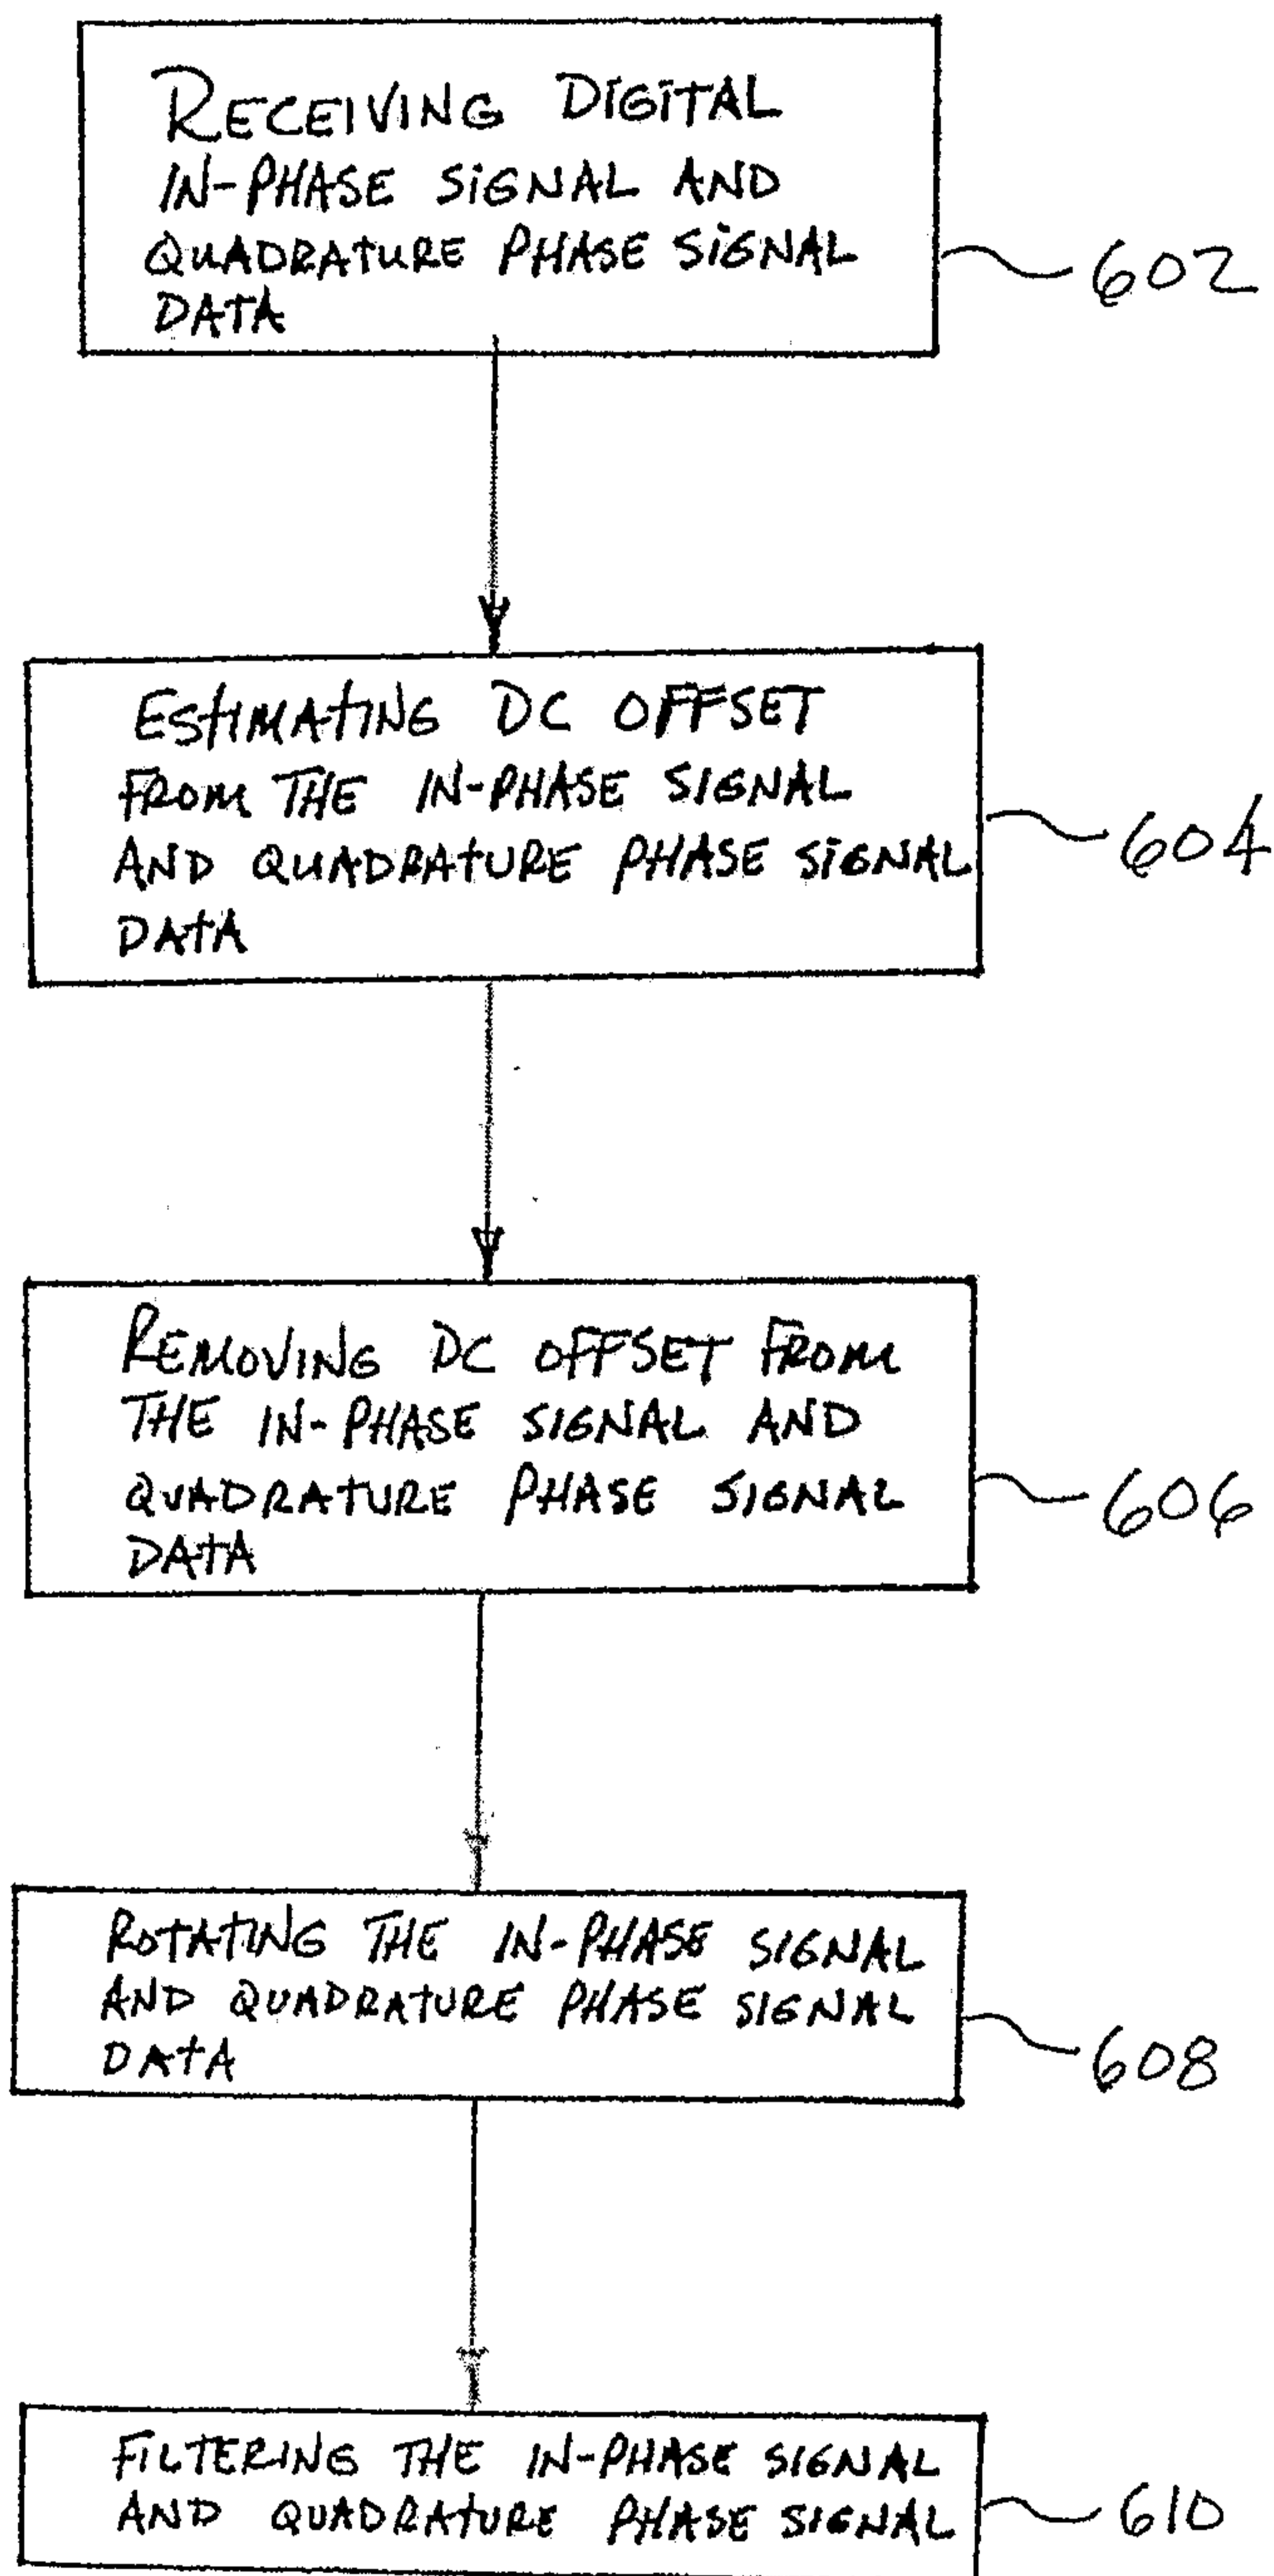 RECEIVING DIGITAL
IN-PHASE SIGNAL AND
QUADRATURE PHASE SIGNAL
DATA
602
ESTIMATING DC OFFSET
FROM THE IN-PHASE SIGNAL
AND QUADRATURE PHASE SIGNAL
DATA
604
REMOVING DC OFFSET FROM
THE IN-PHASE SIGNAL AND
QUADRATURE PHASE SIGNAL
DATA
606
ROTATING THE IN-PHASE SIGNAL
AND QUADRATURE PHASE SIGNAL
DATA
608
FILTERING THE IN-PHASE SIGNAL
AND QUADRATURE PHASE SIGNAL
610